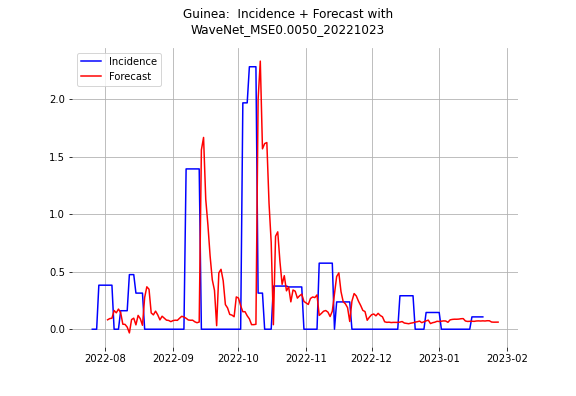 Guinea:  Incidence + Forecast with
WaveNet_MSE0.0050_20221023
Incidence
Forecast
2.0
1.5
1.0
0.5
0.0
2022-08 2022-09 2022-10 2022-11 2022-12 2023-01 2023-02